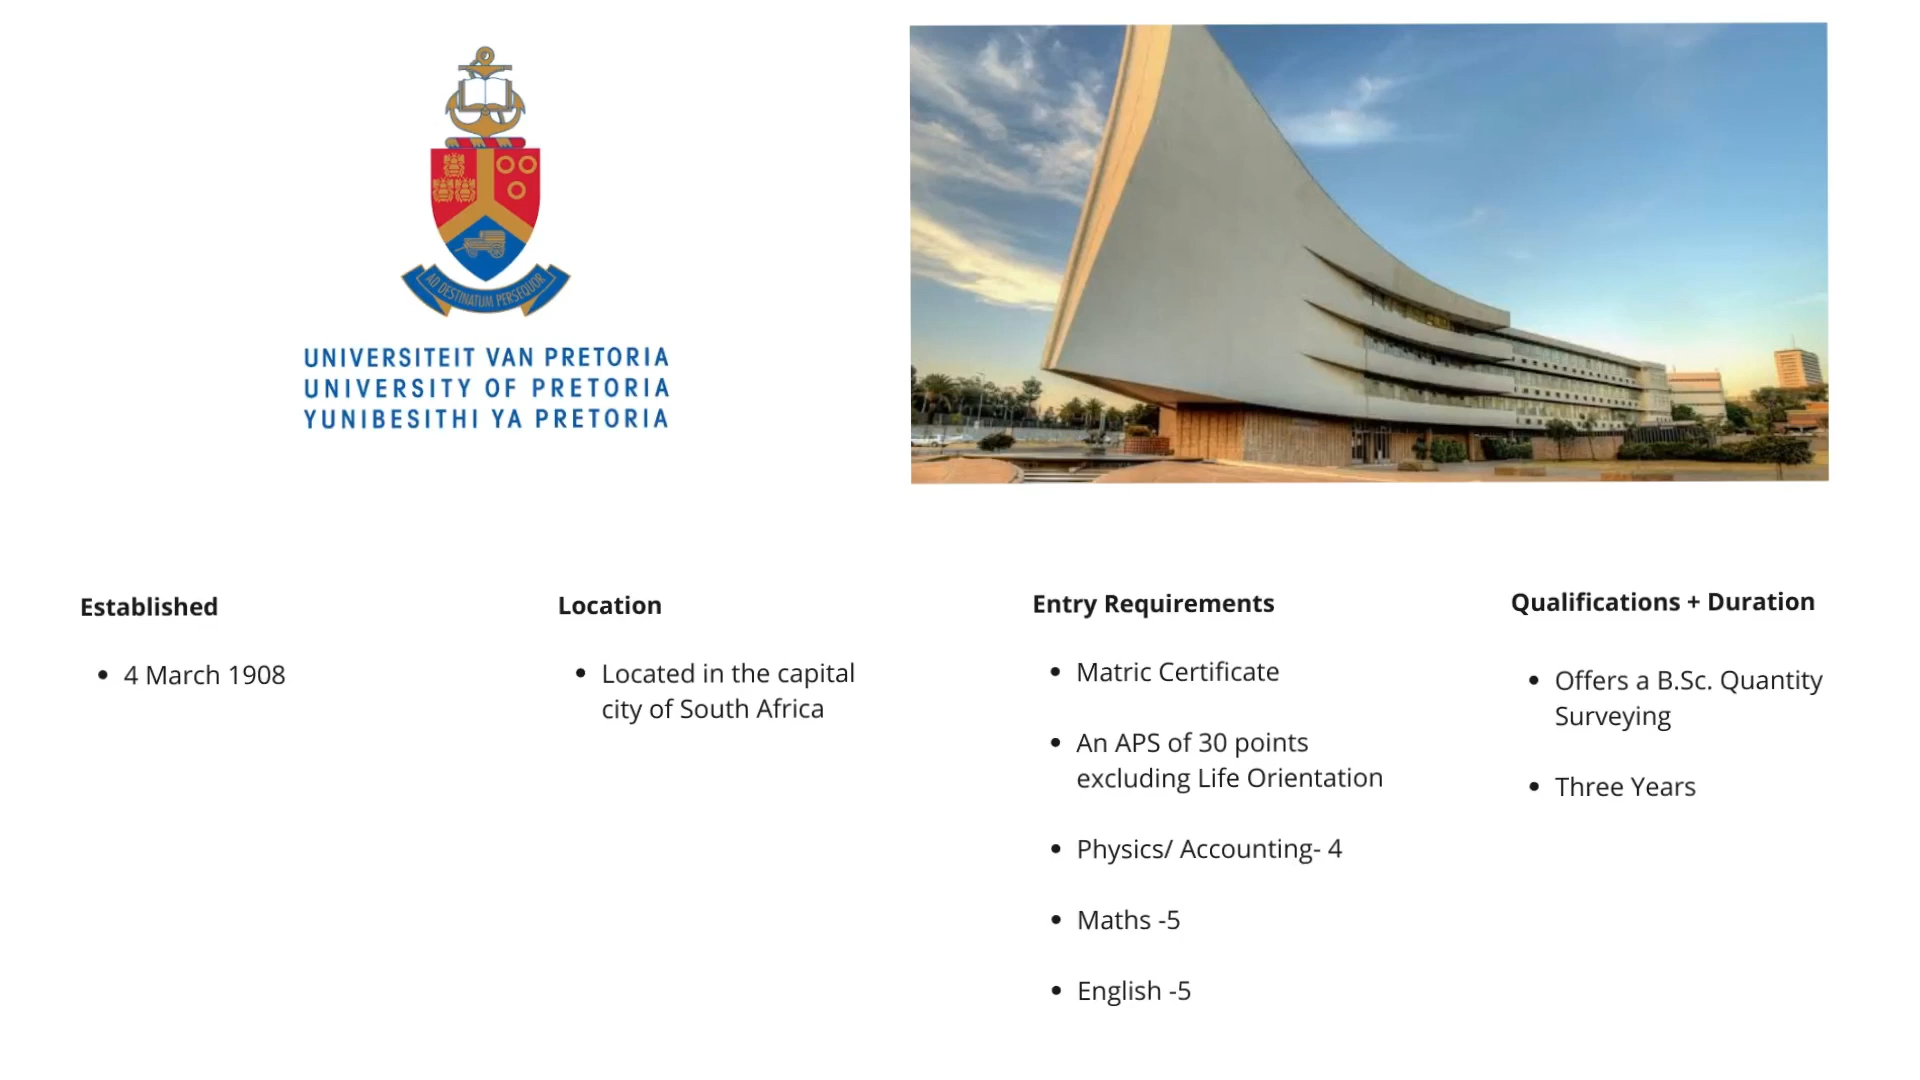 AD DESTINATUM PERSEQUOR
UNIVERSITEIT VAN PRETORIA
UNIVERSITY OF PRETORIA
YUNIBESITHI YA PRETORIA
Established
• 4 March 1908
Location
• Located in the capital
city of South Africa
Entry Requirements
• Matric Certificate
• An APS of 30 points
excluding Life Orientation
• Physics/ Accounting- 4
• Maths -5
• English -5
Qualifications + Duration
• Offers a B.Sc. Quantity
Surveying
• Three Years